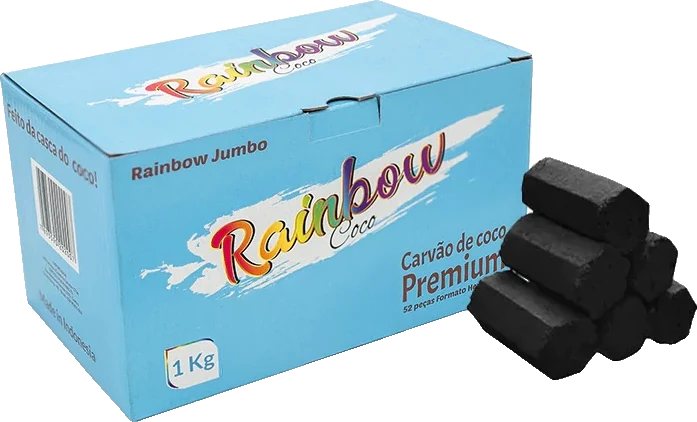 Rainbow
Coco
Feito da casca do coco!
Rainbow Jumbo
Rainbow
Coco
Carvão de coco
Premium
52 peças Formato
1 Kg
Made in Indonesia